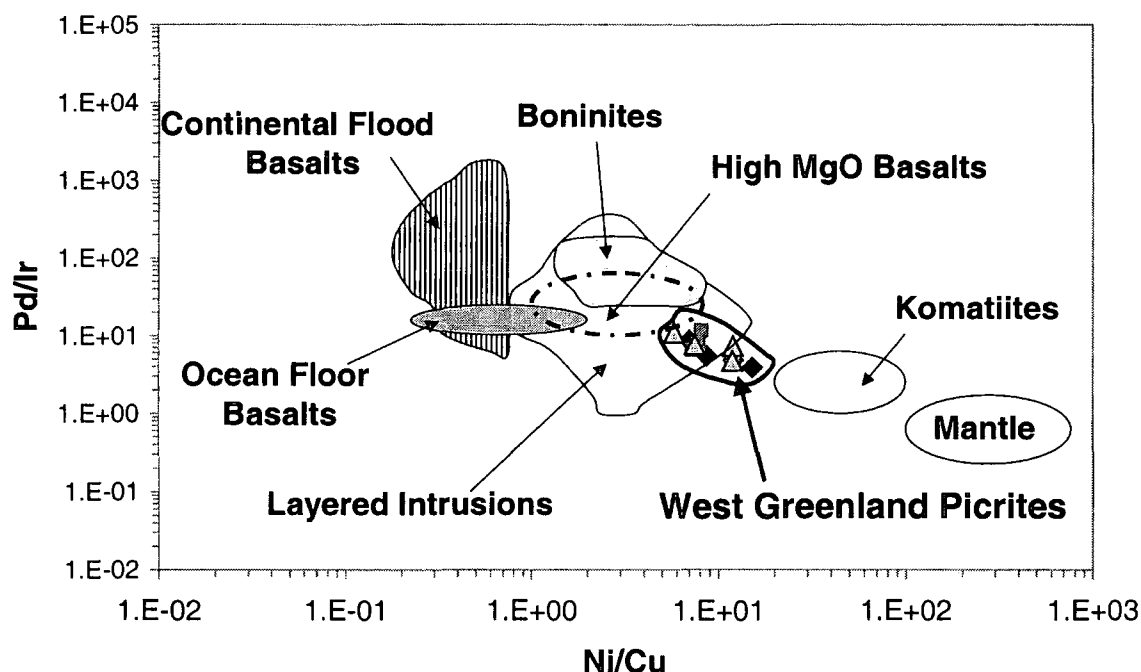 1.E+05
1.E+04
1.E+03
1.E+02
1.E+01
1.E+00
1.E-01
1.E-02
Pd/Ir
Continental Flood
Basalts
Boninites
High MgO Basalts
Komatiites
Ocean Floor
Basalts
Mantle
Layered Intrusions
West Greenland Picrites
1.E-02
1.E-01
1.E+00
1.E+01
1.E+02
1.E+03
Ni/Cu